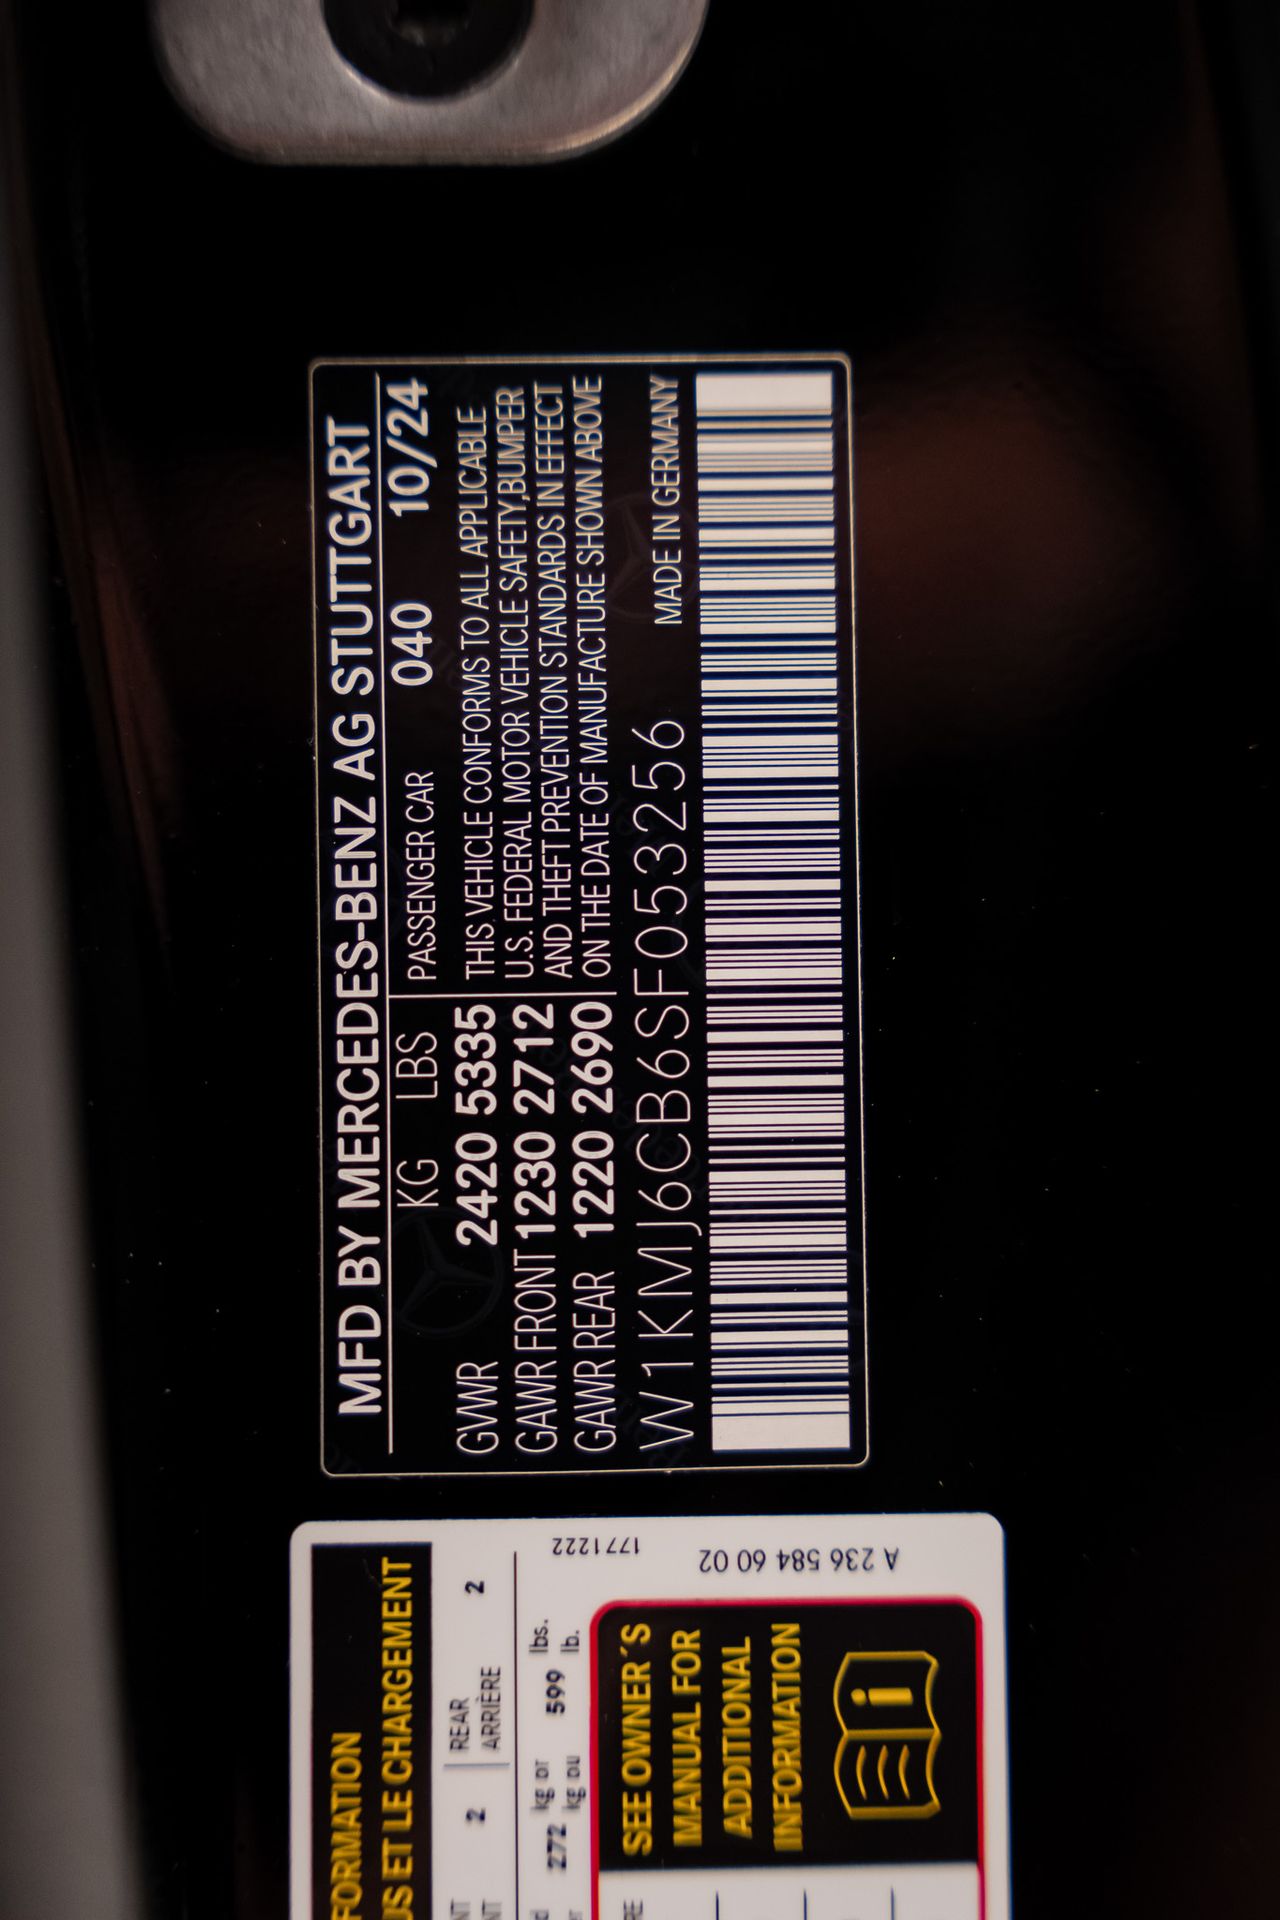 MFD BY MERCEDES-BENZ AG STUTTGART
KG LBS PASSENGER CAR 040 10/24
GVWR 2420 5335
GAWR FRONT 1230 2712
GAWR REAR 1220 2690
THIS VEHICLE CONFORMS TO ALL APPLICABLE
U.S. FEDERAL MOTOR VEHICLE SAFETY,BUMPER
AND THEFT PREVENTION STANDARDS IN EFFECT
ON THE DATE OF MANUFACTURE SHOWN ABOVE
W1KMJ6CB6SF053256 MADE IN GERMANY
ET LE CHARGEMENT
2 REAR 2
ARRIÈRE
272 kg or 599 lbs.
kg ou lb.
1771222
A 236 584 60 02
SEE OWNER´S
MANUAL FOR
ADDITIONAL
INFORMATION